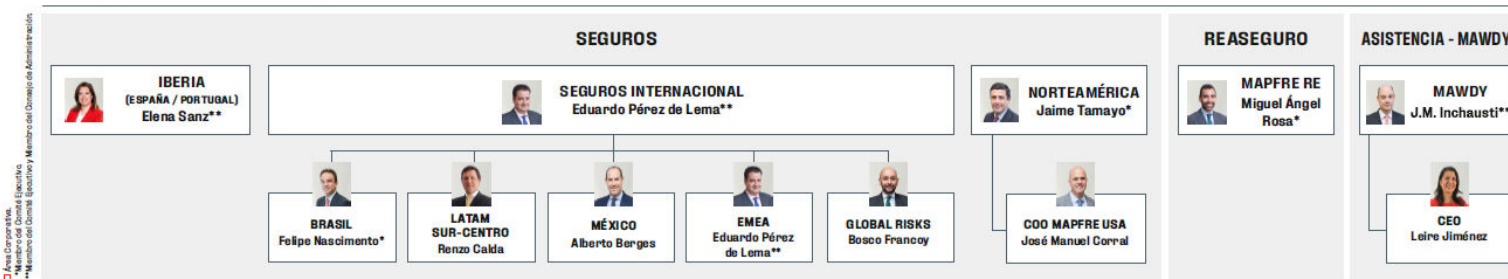 SEGUROS
IBERIA
(ESPAÑA / PORTUGAL)
Elena Sanz**
SEGUROS INTERNACIONAL
Eduardo Pérez de Lema**
NORTEAMÉRICA
Jaime Tamayo*
BRASIL
Felipe Nascimento*
LATAM
SUR-CENTRO
Renzo Calda
MÉXICO
Alberto Berges
EMEA
Eduardo Pérez
de Lema**
GLOBAL RISKS
Bosco Francoy
COO MAPFRE USA
José Manuel Corral
REASEGURO
MAPFRE RE
Miguel Ángel
Rosa*
ASISTENCIA - MAWDY
MAWDY
J.M. Inchausti**
CEO
Leire Jiménez
Área Corporativa.
*Miembro del Comité Ejecutivo.
**Miembro del Comité Ejecutivo y Miembro del Consejo de Administración.